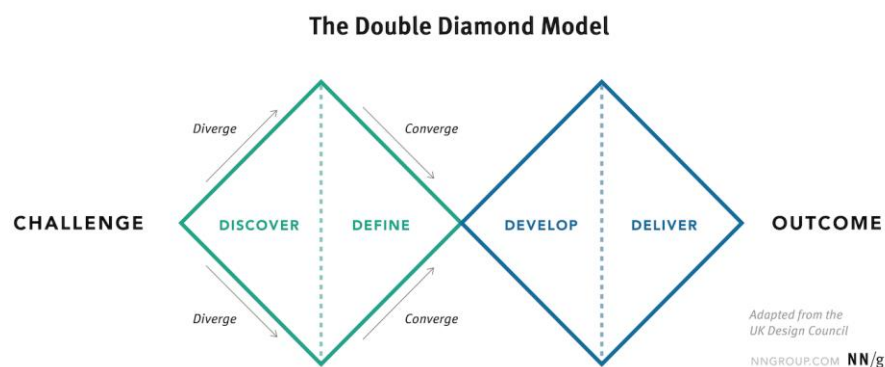 The Double Diamond Model
Diverge
Converge
CHALLENGE
DISCOVER
DEFINE
DEVELOP
DELIVER
OUTCOME
Diverge
Converge
Adapted from the
UK Design Council
NNGROUP.COM NN/g